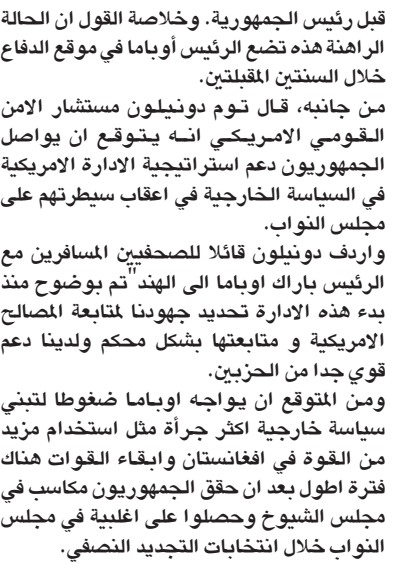 قبل رئيس الجمهورية. وخلاصة القول ان الحالة
الراهنة هذه تضع الرئيس أوباما في موقع الدفاع
خلال السنتين المقبلتين.
من جانبه، قال توم دونيلون مستشار الامن
القومي الامريكي انه يتوقع ان يواصل
الجمهوريون دعم استراتيجية الادارة الامريكية
في السياسة الخارجية في اعقاب سيطرتهم على
مجلس النواب.
واردف دونيلون قائلا للصحفيين المسافرين مع
الرئيس باراك اوباما الى الهند"تم بوضوح منذ
بدء هذه الادارة تحديد جهودنا لمتابعة المصالح
الامريكية و متابعتها بشكل محكم ولدينا دعم
قوي جدا من الحزبين.
ومن المتوقع ان يواجه اوباما ضغوطا لتبني
سياسة خارجية اكثر جرأة مثل استخدام مزيد
من القوة في افغانستان وابقاء القوات هناك
فترة اطول بعد ان حقق الجمهوريون مكاسب في
مجلس الشيوخ وحصلوا على اغلبية في مجلس
النواب خلال انتخابات التجديد النصفي.